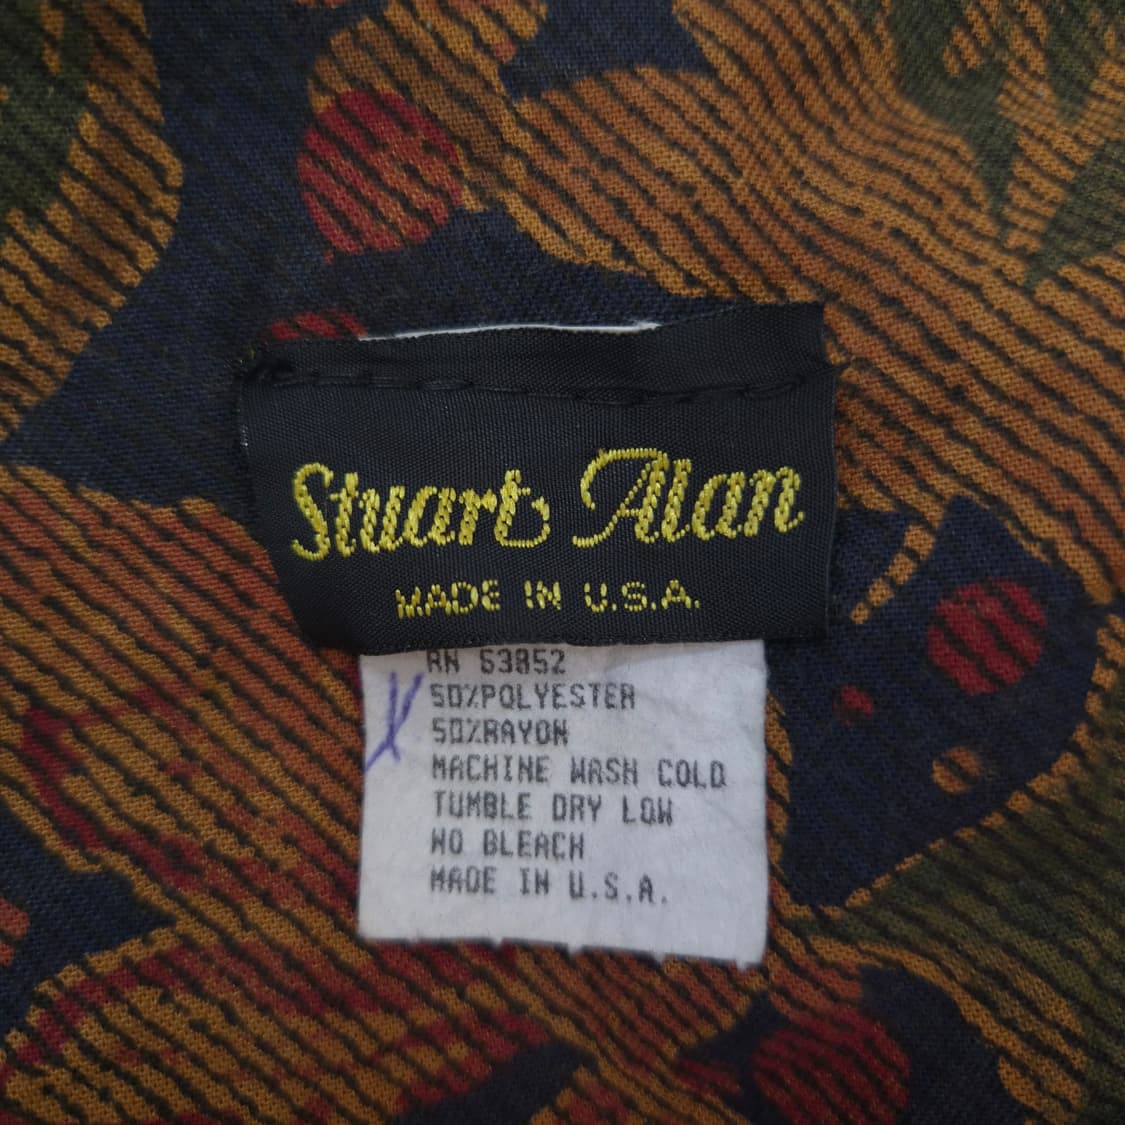 Stuart Alan
MADE IN U.S.A.
RN 63852
50%POLYESTER
50%RAYON
MACHINE WASH COLD
TUMBLE DRY LOW
NO BLEACH
MADE IN U.S.A.